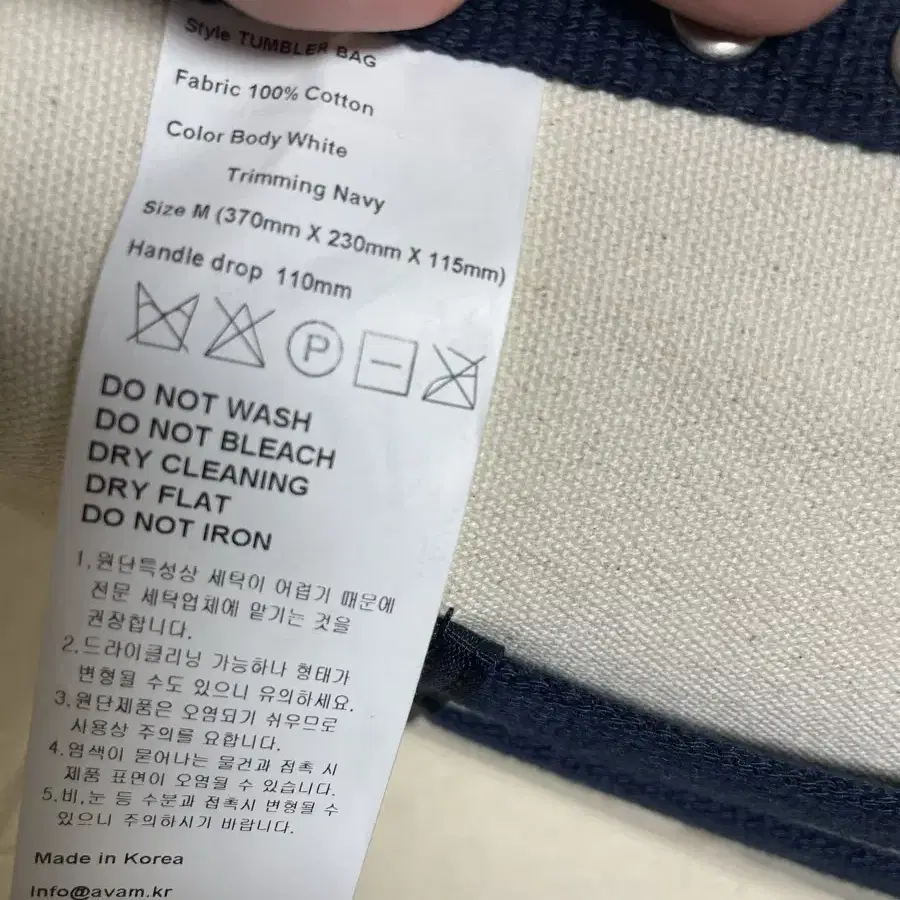 Style TUMBLER BAG
Fabric 100% Cotton
Color Body White
Trimming Navy
Size M (370mm X 230mm X 115mm)
Handle drop 110mm
P
DO NOT WASH
DO NOT BLEACH
DRY CLEANING
DRY FLAT
DO NOT IRON
1.원단특성상 세탁이 어렵기 때문에
전문 세탁업체에 맡기는 것을
권장합니다.
2.드라이클리닝 가능하나 형태가
변형될 수도 있으니 유의하세요.
3.원단제품은 오염되기 쉬우므로
사용상 주의를 요합니다.
4.염색이 묻어나는 물건과 접촉 시
제품 표면이 오염될 수 있습니다.
5.비,눈 등 수분과 접촉시 변형될 수
있으니 주의하시기 바랍니다.
Made in Korea
Info@avam.kr